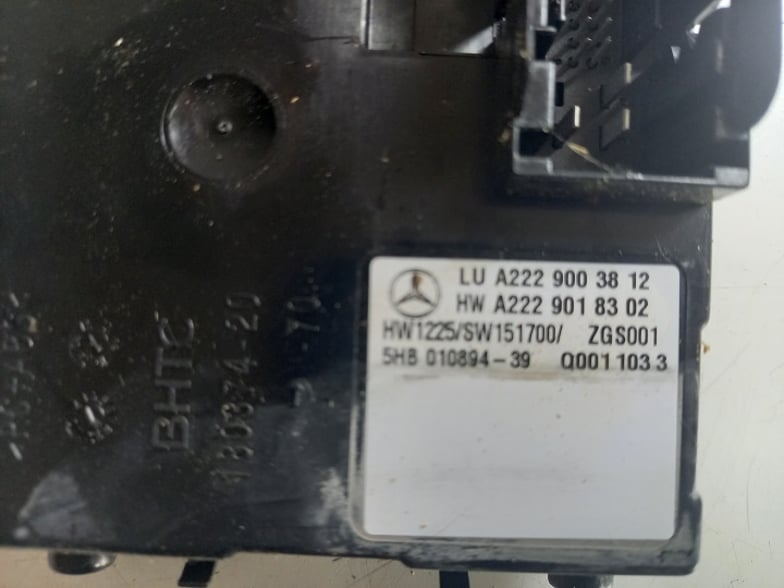 LU A222 900 38 12
HW A222 901 83 02
HW1225/SW151700/ ZGS001
5HB 010894-39 Q001 103 3
BHTC